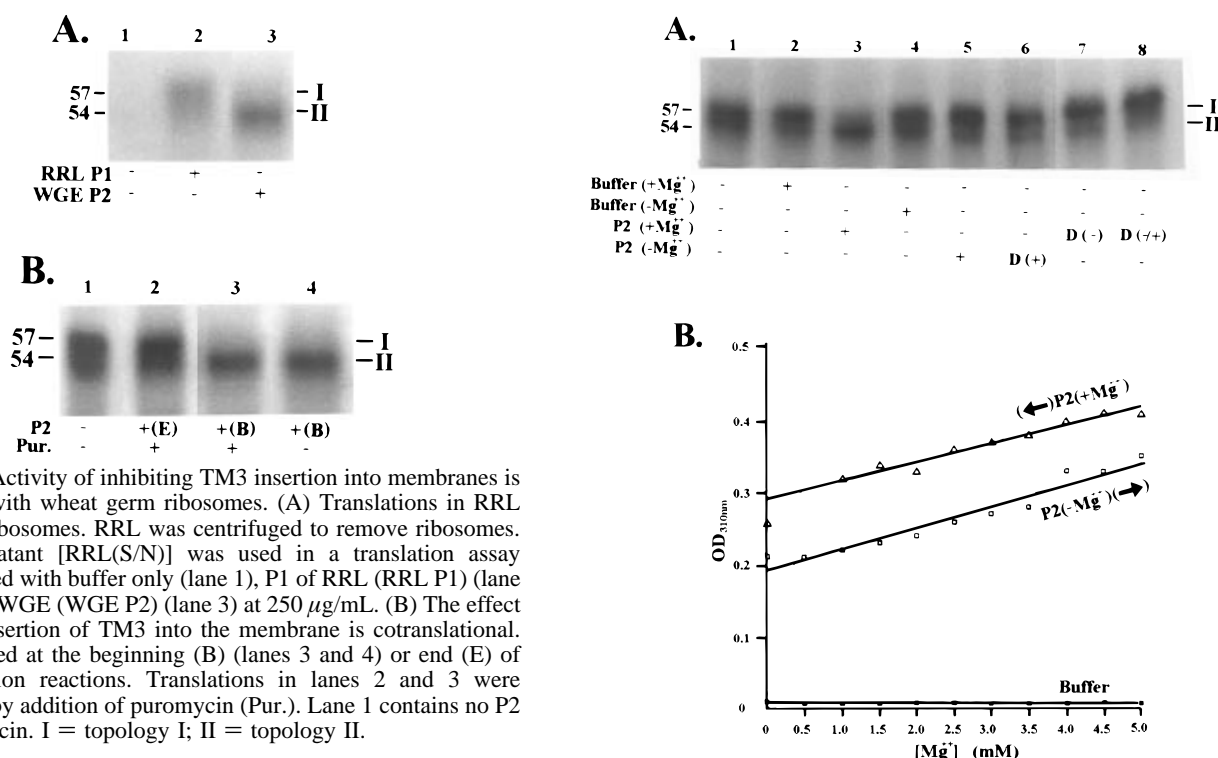 A.
1 2 3
57
54
I
II
RRL P1 - + -
WGE P2 - - +
B.
1 2 3 4
57
54
I
II
P2 - +(E) +(B) +(B)
Pur. - + + -
Activity of inhibiting TM3 insertion into membranes is
with wheat germ ribosomes. (A) Translations in RRL
ibosomes. RRL was centrifuged to remove ribosomes.
atant [RRL(S/N)] was used in a translation assay
ed with buffer only (lane 1), P1 of RRL (RRL P1) (lane
WGE (WGE P2) (lane 3) at 250 μg/mL. (B) The effect
sertion of TM3 into the membrane is cotranslational.
ed at the beginning (B) (lanes 3 and 4) or end (E) of
ion reactions. Translations in lanes 2 and 3 were
by addition of puromycin (Pur.). Lane 1 contains no P2
cin. I = topology I; II = topology II.
A.
1 2 3 4 5 6 7 8
57
54
I
II
Buffer (+Mg++) - + - - - - - -
Buffer (-Mg++) - - - + - - - -
P2 (+Mg++) - - + - - - D (-) D (-/+)
P2 (-Mg++) - - - - + D (+) - -
B.
0.5
0.4
0.3
0.2
0.1
0
OD310nm
(←)P2(+Mg++)
P2(-Mg++)(→)
Buffer
0 0.5 1.0 1.5 2.0 2.5 3.0 3.5 4.0 4.5 5.0
[Mg++] (mM)